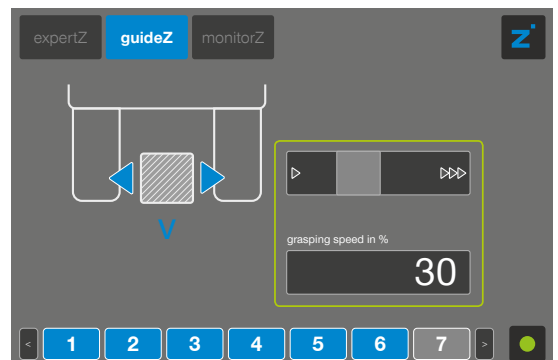 expertZ guideZ monitorZ Z
V
grasping speed in %
30
< 1 2 3 4 5 6 7 >